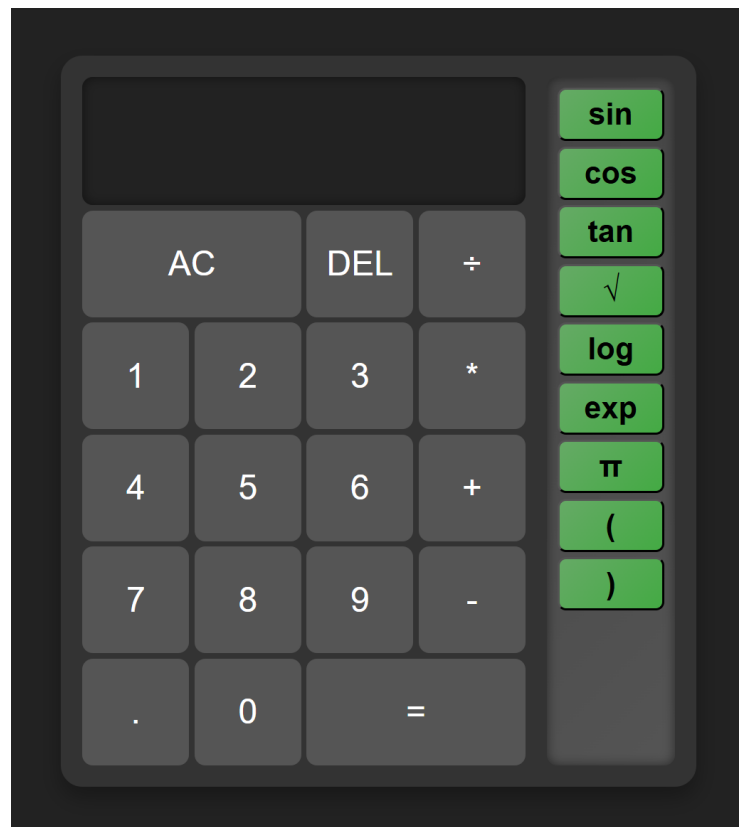 sin
cos
AC DEL ÷ tan
√
1 2 3 * log
exp
4 5 6 + π
(
7 8 9 - )
. 0 =